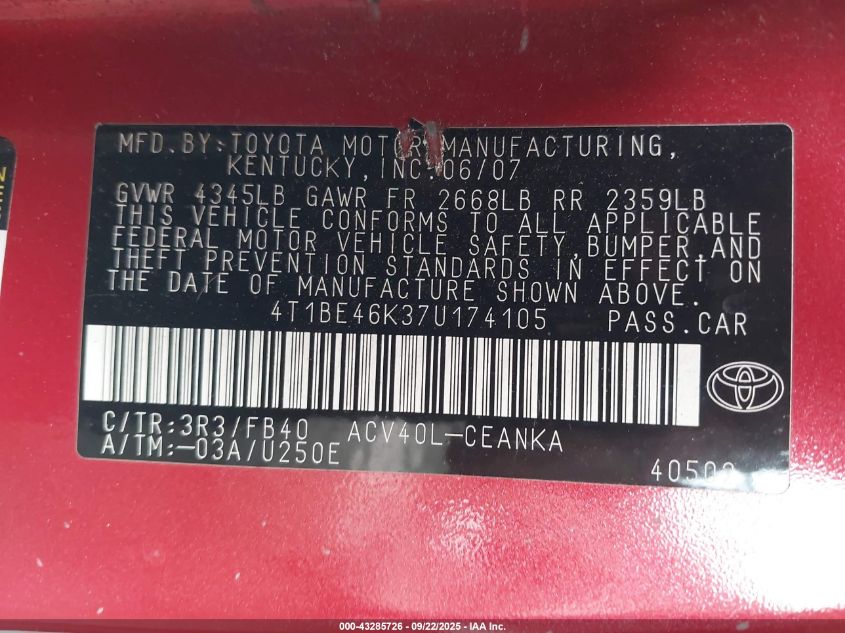 MFD. BY: TOYOTA MOTOR MANUFACTURING,
KENTUCKY, INC. 06/07
GVWR 4345LB GAWR FR 2668LB RR 2359LB
THIS VEHICLE CONFORMS TO ALL APPLICABLE
FEDERAL MOTOR VEHICLE SAFETY, BUMPER, AND
THEFT PREVENTION STANDARDS IN EFFECT ON
THE DATE OF MANUFACTURE SHOWN ABOVE.
4T1BE46K37U174105 PASS.CAR
C/TR:3R3/FB40 ACV40L-CEANKA
A/TM:-03A/U250E
000-43285726 - 09/22/2025 - IAA Inc.